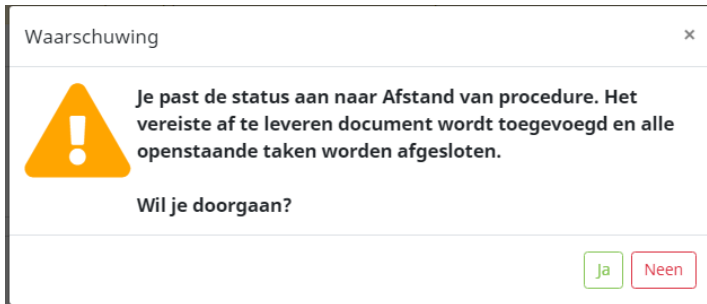 Waarschuwing ×
Je past de status aan naar Afstand van procedure. Het
vereiste af te leveren document wordt toegevoegd en alle
openstaande taken worden afgesloten.
Wil je doorgaan?
Ja Neen